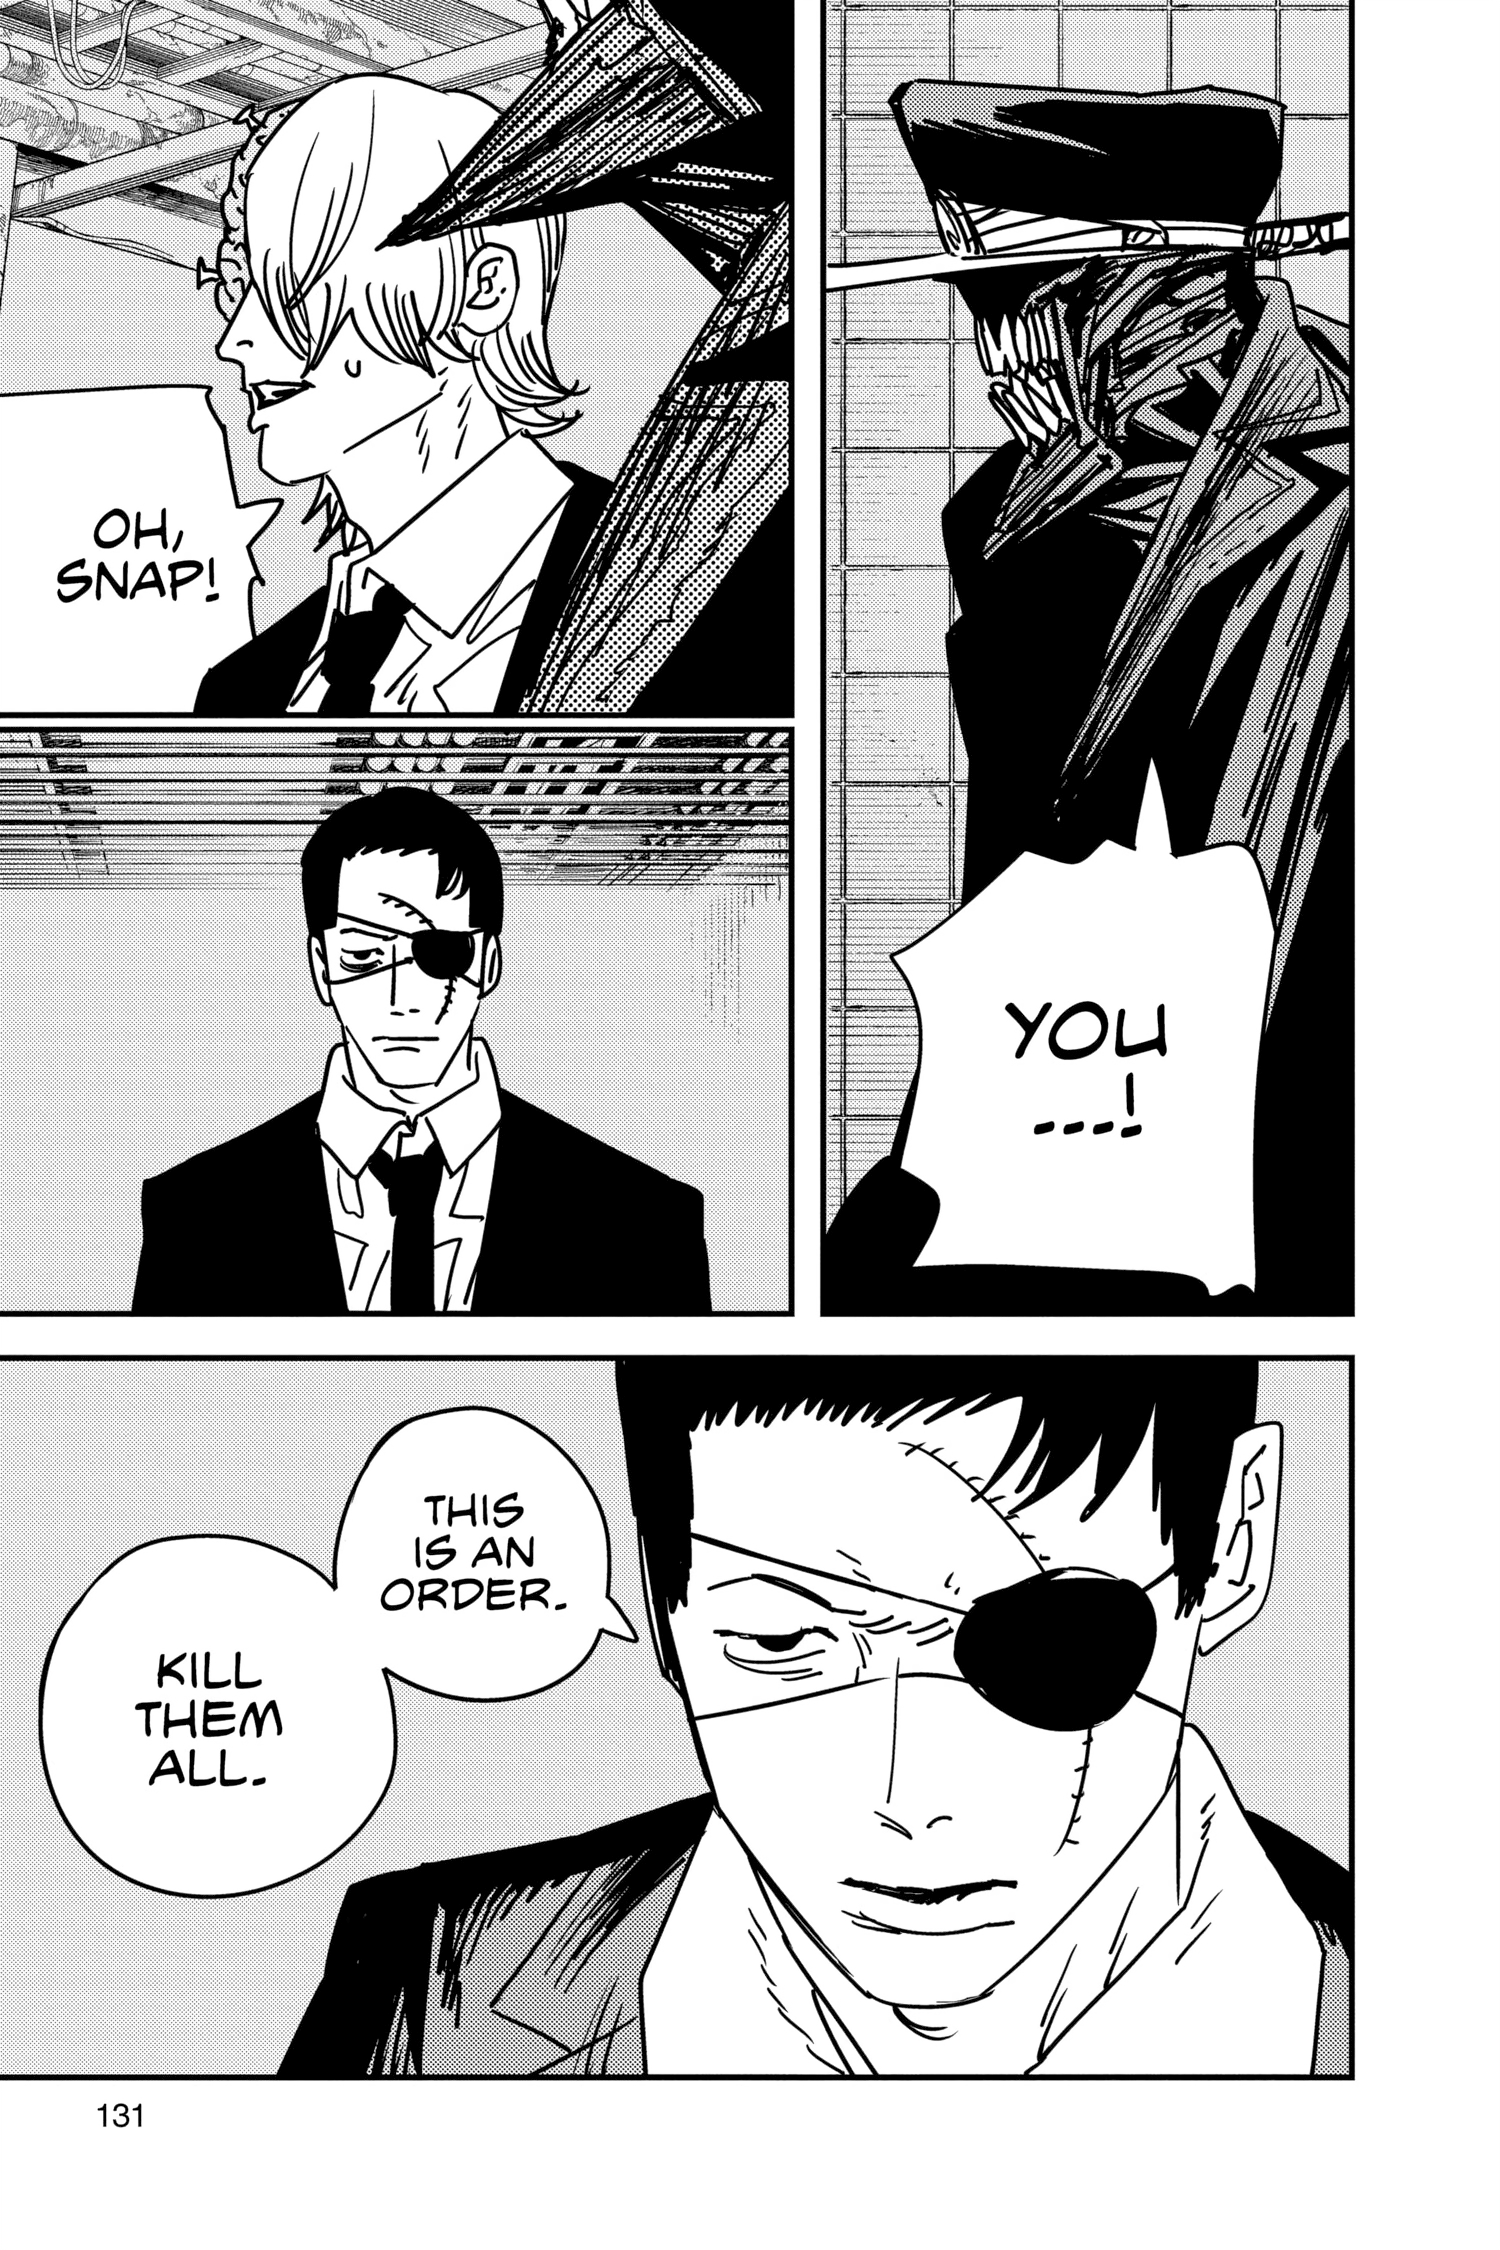 YOU
...!
OH,
SNAP!
THIS
IS AN
ORDER.
KILL
THEM
ALL.
131